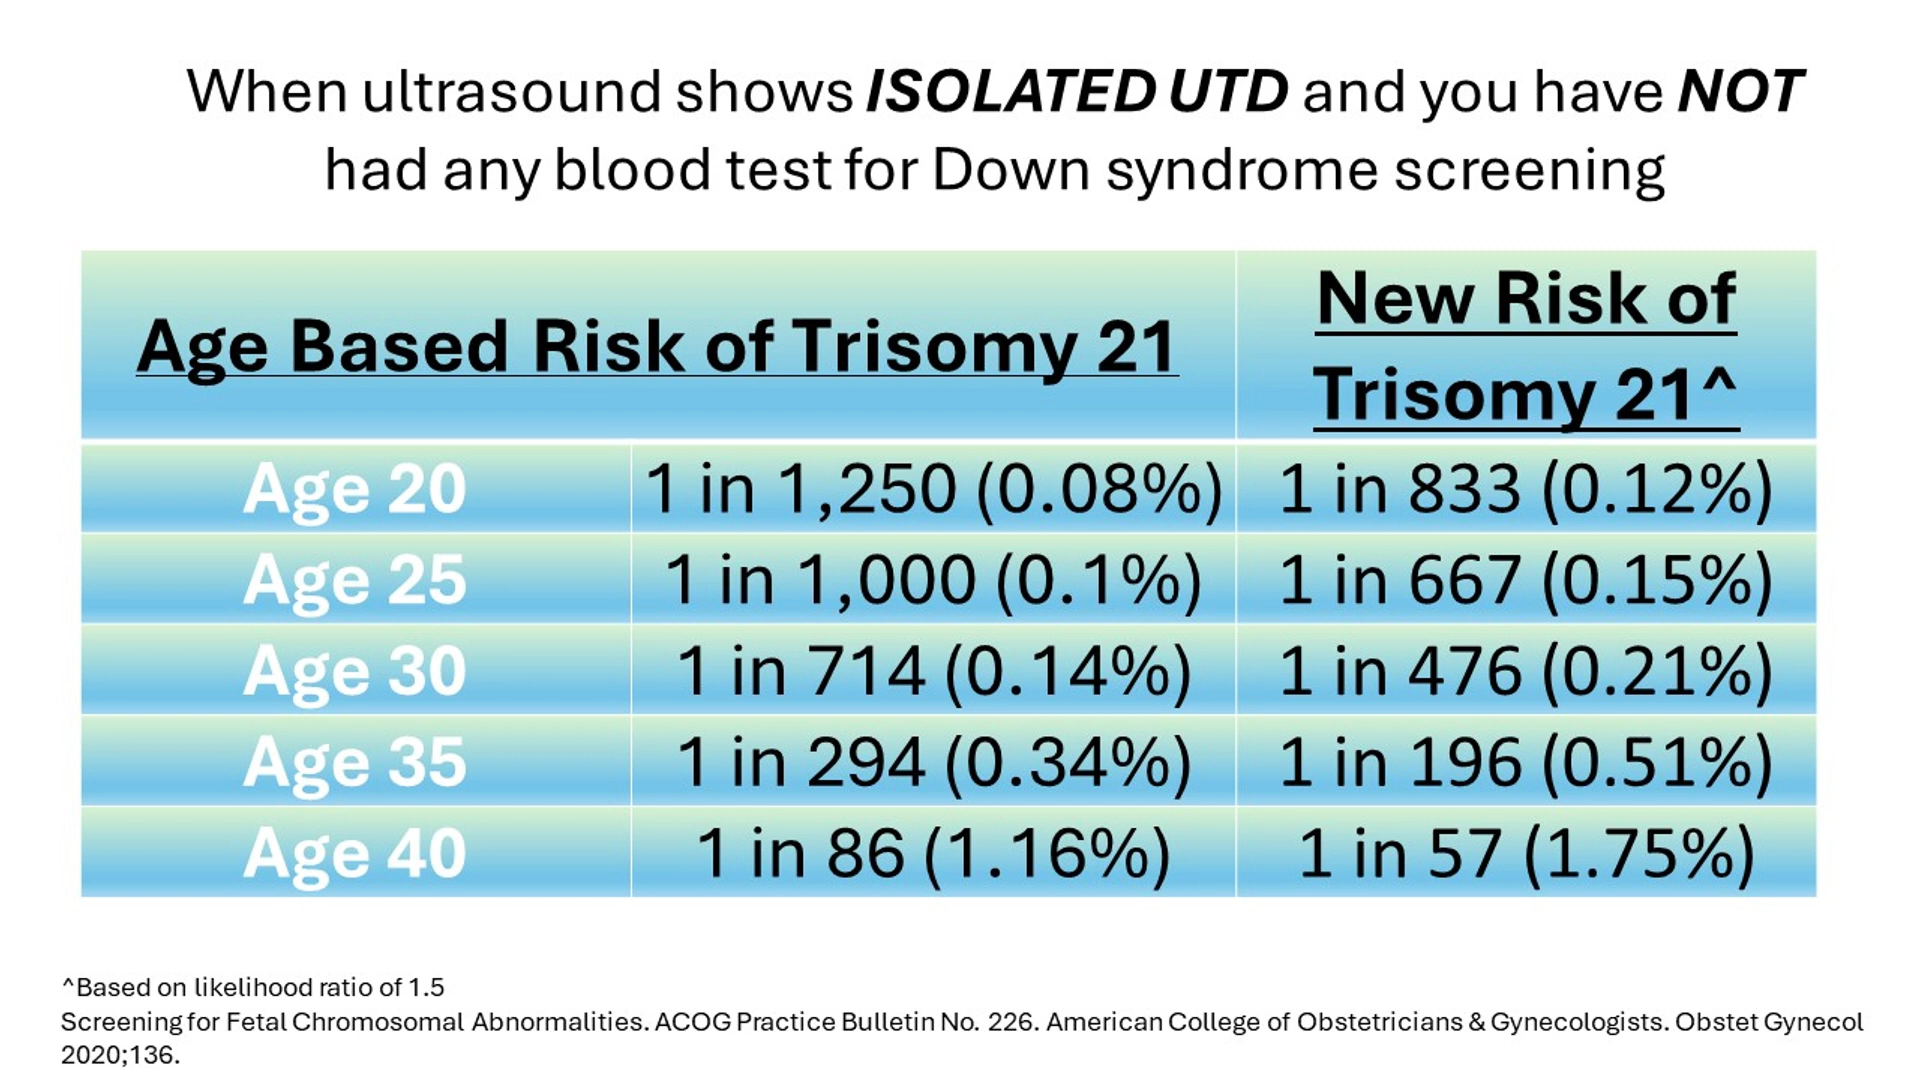 When ultrasound shows ISOLATED UTD and you have NOT
had any blood test for Down syndrome screening
Age Based Risk of Trisomy 21
New Risk of
Trisomy 21^
Age 20 1 in 1,250 (0.08%) 1 in 833 (0.12%)
Age 25 1 in 1,000 (0.1%) 1 in 667 (0.15%)
Age 30 1 in 714 (0.14%) 1 in 476 (0.21%)
Age 35 1 in 294 (0.34%) 1 in 196 (0.51%)
Age 40 1 in 86 (1.16%) 1 in 57 (1.75%)
^Based on likelihood ratio of 1.5
Screening for Fetal Chromosomal Abnormalities. ACOG Practice Bulletin No. 226. American College of Obstetricians & Gynecologists. Obstet Gynecol
2020;136.